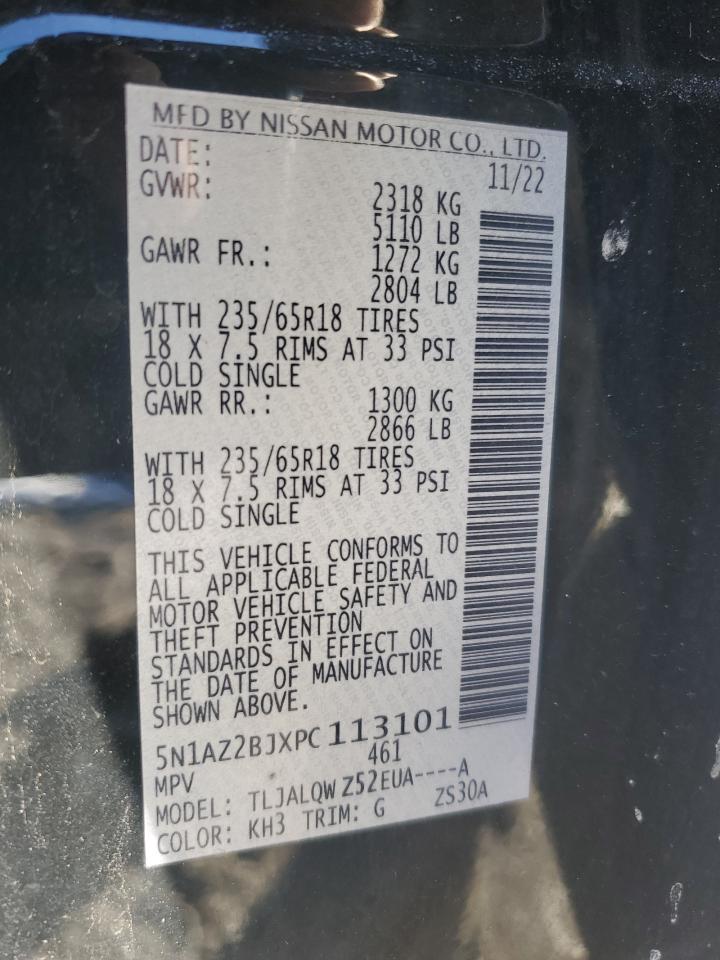 MFD BY NISSAN MOTOR CO., LTD.
DATE: 11/22
GVWR: 2318 KG
5110 LB
GAWR FR.: 1272 KG
2804 LB
WITH 235/65R18 TIRES
18 X 7.5 RIMS AT 33 PSI
COLD SINGLE
GAWR RR.: 1300 KG
2866 LB
WITH 235/65R18 TIRES
18 X 7.5 RIMS AT 33 PSI
COLD SINGLE
THIS VEHICLE CONFORMS TO
ALL APPLICABLE FEDERAL
MOTOR VEHICLE SAFETY AND
THEFT PREVENTION
STANDARDS IN EFFECT ON
THE DATE OF MANUFACTURE
SHOWN ABOVE.
5N1AZ2BJXPC113101
MPV 461
MODEL: TLJALQWZ52EUA----A
COLOR: KH3 TRIM: G ZS30A